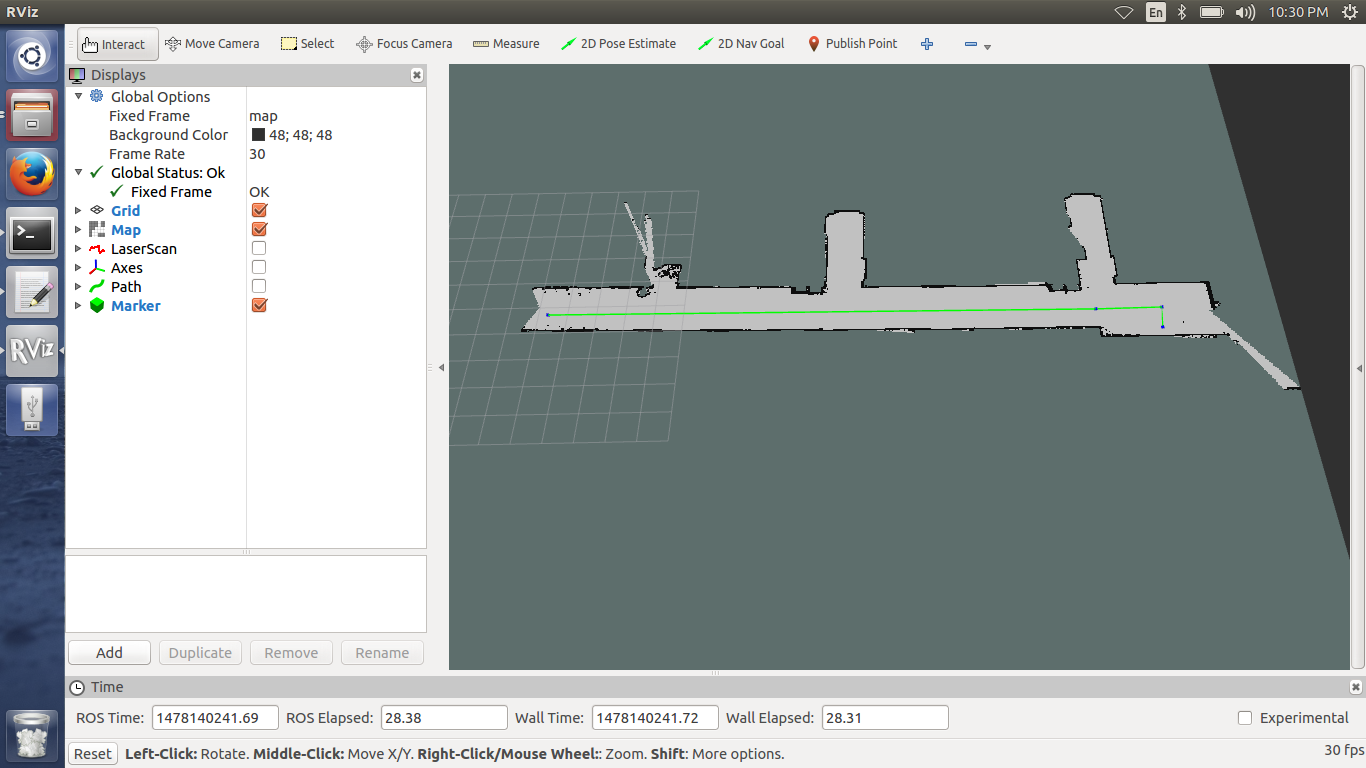 RViz
En
10:30 PM
Interact Move Camera Select Focus Camera Measure 2D Pose Estimate 2D Nav Goal Publish Point
Displays
Global Options
Fixed Frame map
Background Color 48; 48; 48
Frame Rate 30
Global Status: Ok
Fixed Frame OK
Grid
Map
LaserScan
Axes
Path
Marker
RViz
Add Duplicate Remove Rename
Time
ROS Time: 1478140241.69 ROS Elapsed: 28.38 Wall Time: 1478140241.72 Wall Elapsed: 28.31 Experimental
Reset Left-Click: Rotate. Middle-Click: Move X/Y. Right-Click/Mouse Wheel:: Zoom. Shift: More options. 30 fps